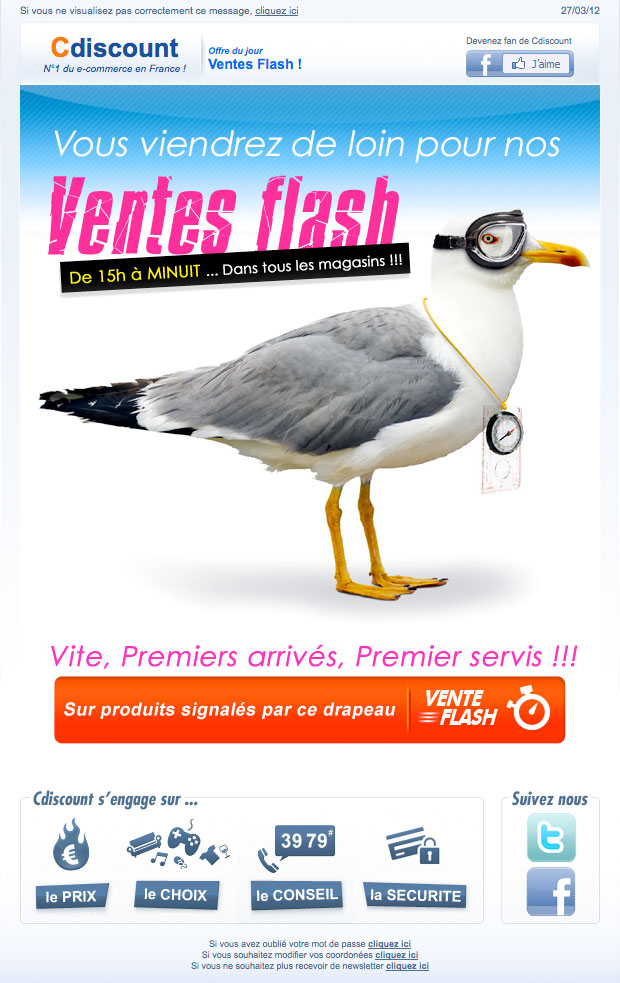 Si vous ne visualisez pas correctement ce message, cliquez ici
27/03/12
Cdiscount
N°1 du e-commerce en France !
Offre du jour
Ventes Flash !
Devenez fan de Cdiscount
f J'aime
Vous viendrez de loin pour nos
Ventes flash
De 15h à MINUIT ... Dans tous les magasins !!!
Vite, Premiers arrivés, Premier servis !!!
Sur produits signalés par ce drapeau
VENTE
FLASH
Cdiscount s'engage sur ...
€
39 79#
le PRIX
le CHOIX
le CONSEIL
la SECURITE
Suivez nous
t
f
Si vous avez oublié votre mot de passe cliquez ici
Si vous souhaitez modifier vos coordonées cliquez ici
Si vous ne souhaitez plus recevoir de newsletter cliquez ici